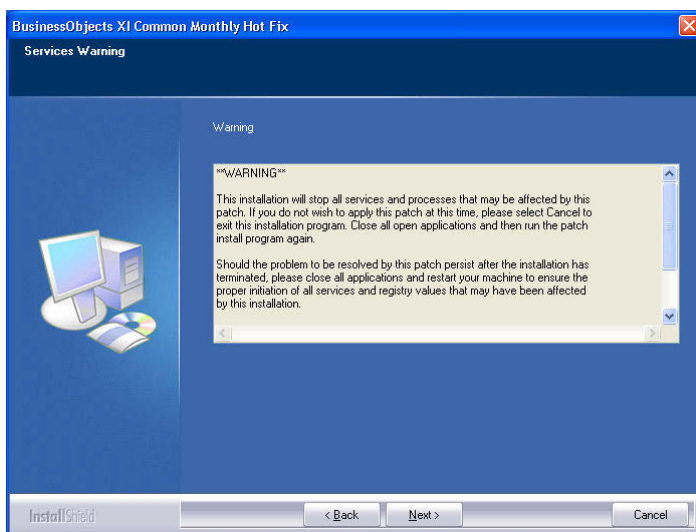 BusinessObjects XI Common Monthly Hot Fix
Services Warning
Warning
**WARNING**
This installation will stop all services and processes that may be affected by this
patch. If you do not wish to apply this patch at this time, please select Cancel to
exit this installation program. Close all open applications and then run the patch
install program again.
Should the problem to be resolved by this patch persist after the installation has
terminated, please close all applications and restart your machine to ensure the
proper initiation of all services and registry values that may have been affected
by this installation.
InstallShield
< Back
Next >
Cancel